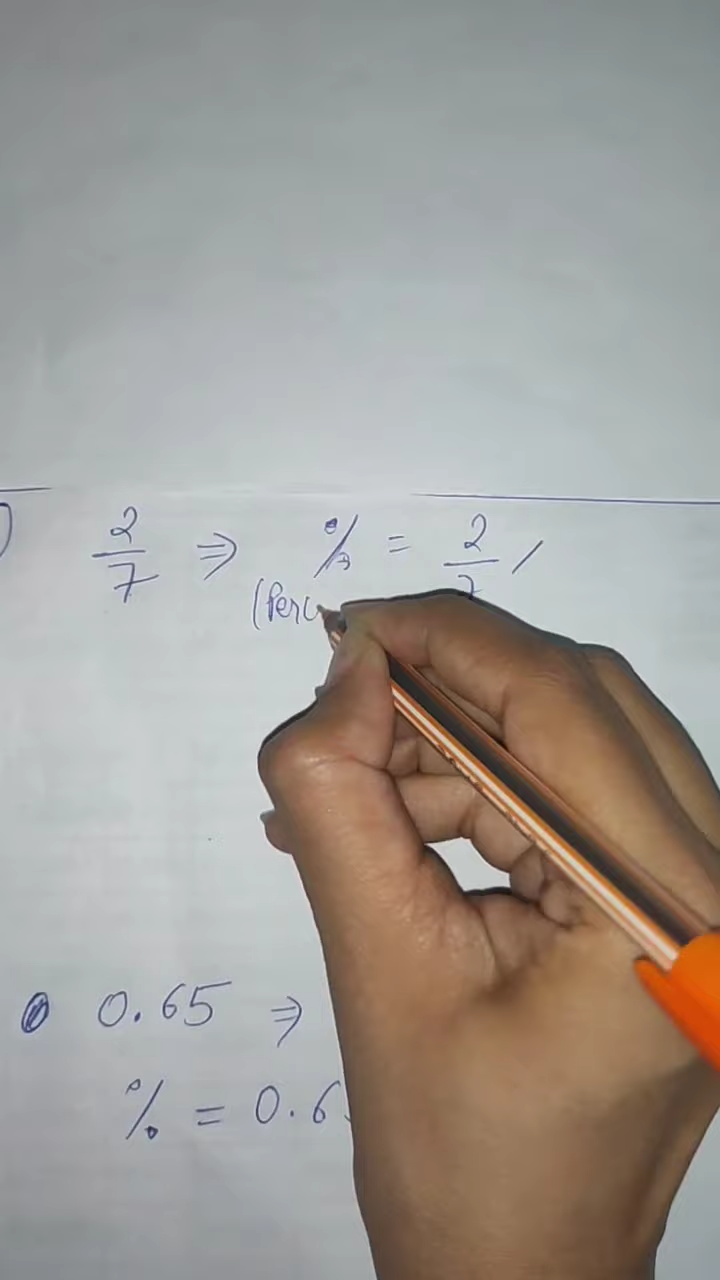 2/7 ⇒ % = 2/7 /
(Perc
0.65 ⇒
% = 0.6